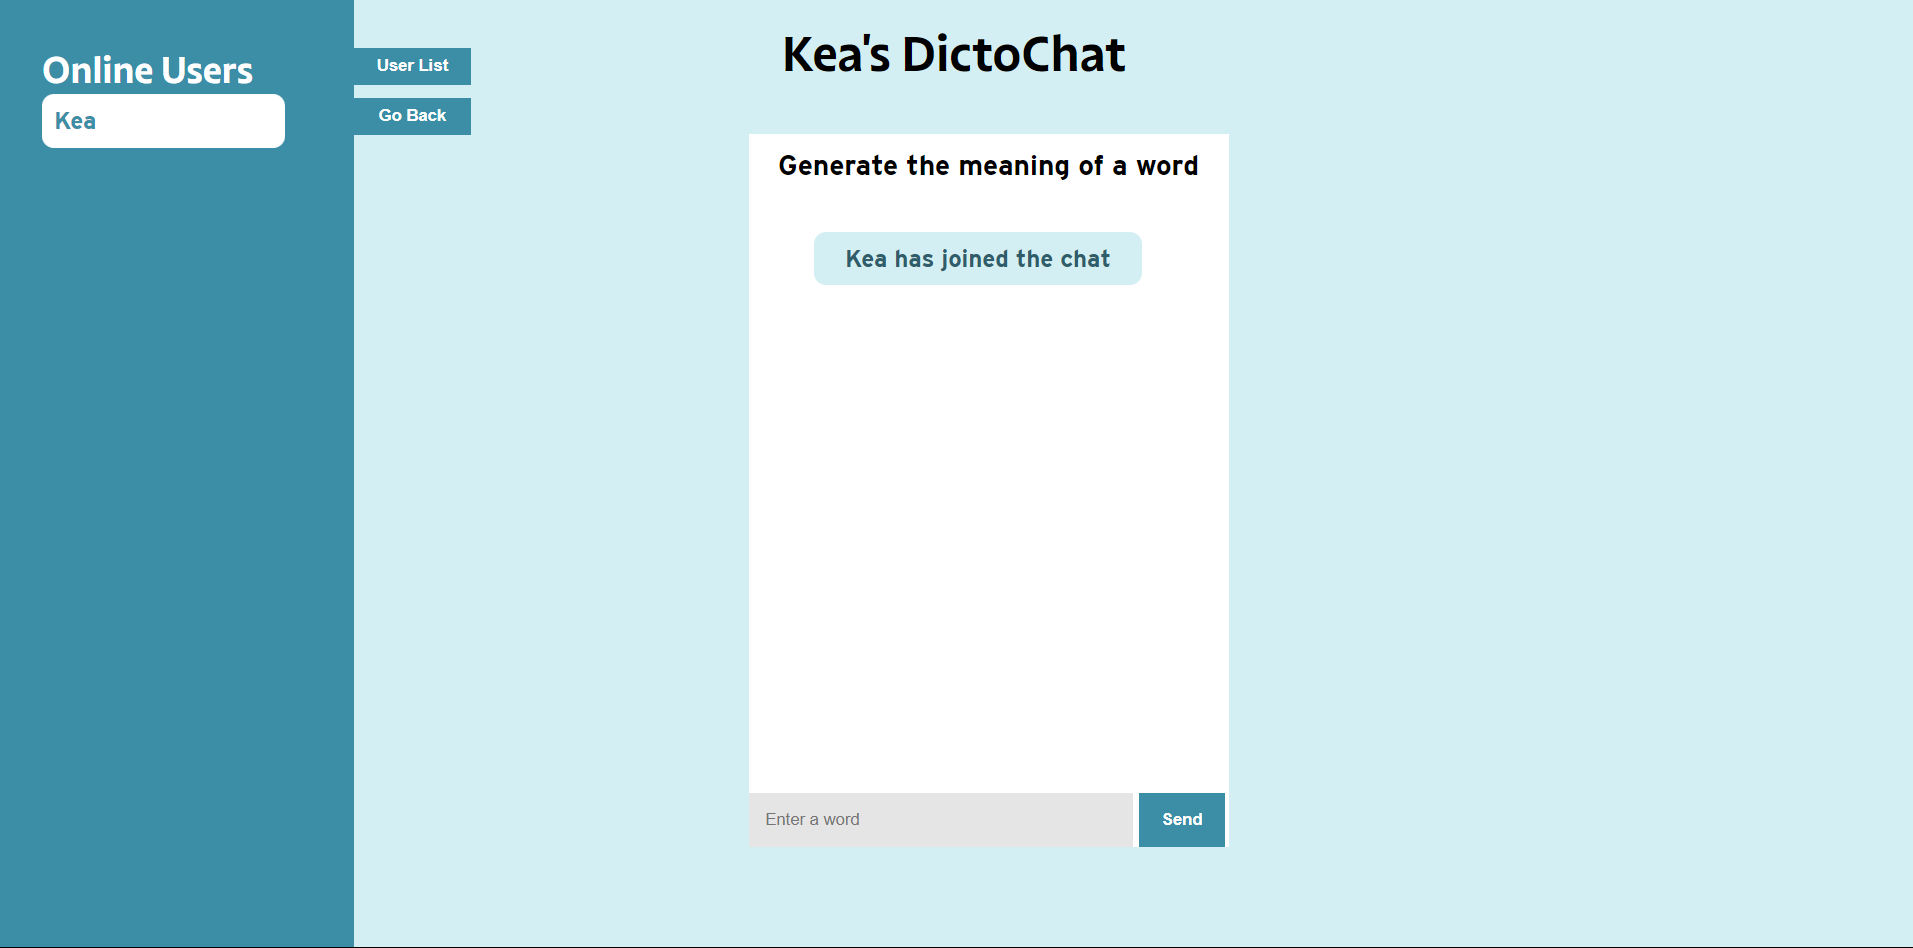 Online Users
Kea
User List
Go Back
Kea's DictoChat
Generate the meaning of a word
Kea has joined the chat
Enter a word
Send